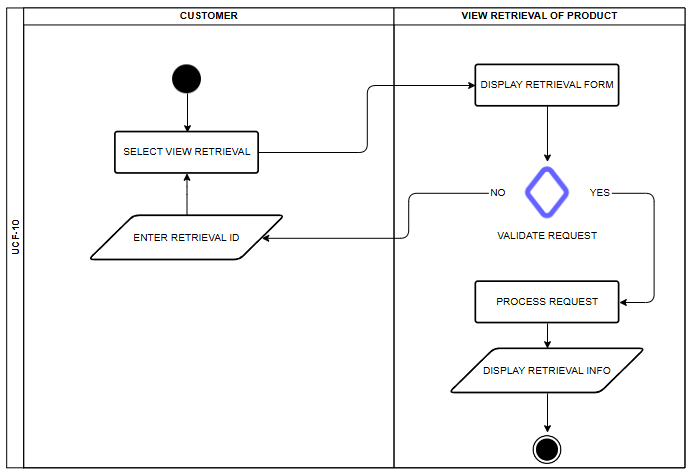 CUSTOMER
VIEW RETRIEVAL OF PRODUCT
UCF-10
DISPLAY RETRIEVAL FORM
SELECT VIEW RETRIEVAL
NO
YES
ENTER RETRIEVAL ID
VALIDATE REQUEST
PROCESS REQUEST
DISPLAY RETRIEVAL INFO